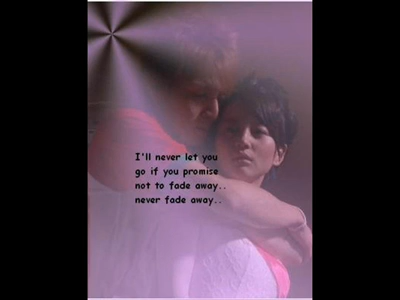 I'll never let you
go if you promise
not to fade away..
never fade away..